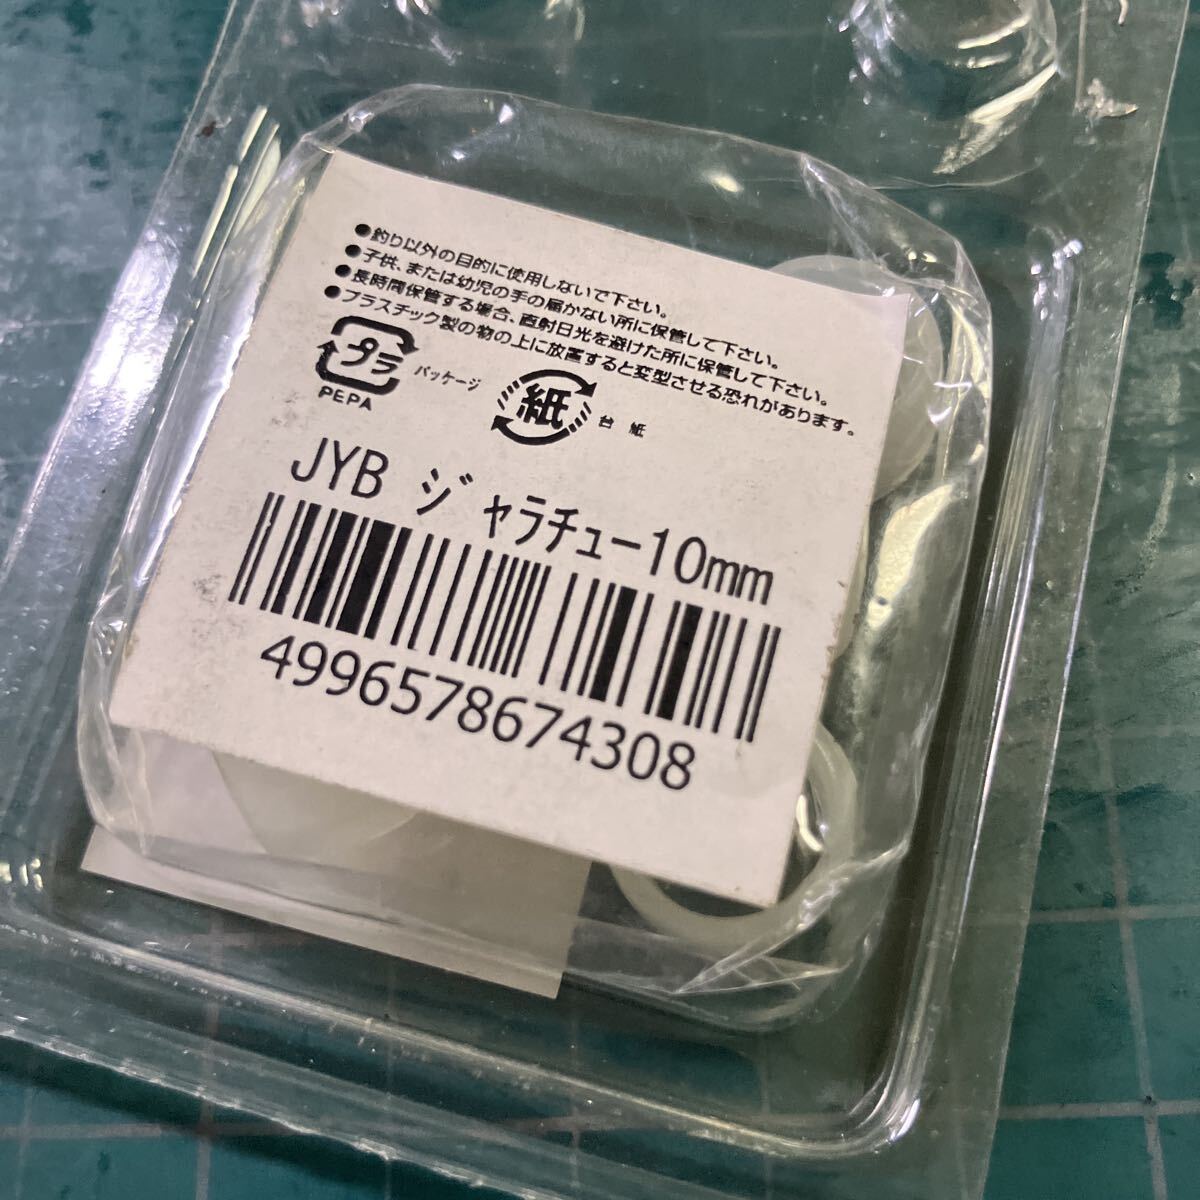 ●釣り以外の目的に使用しないで下さい。
●子供、または幼児の手の届かない所に保管して下さい。
●長時間保管する場合、直射日光を避けた所に保管して下さい。
●プラスチック製の物の上に放置すると変型させる恐れがあります。
プラ パッケージ
PEPA
紙 台紙
JYB ジャラチュー10mm
4996578674308